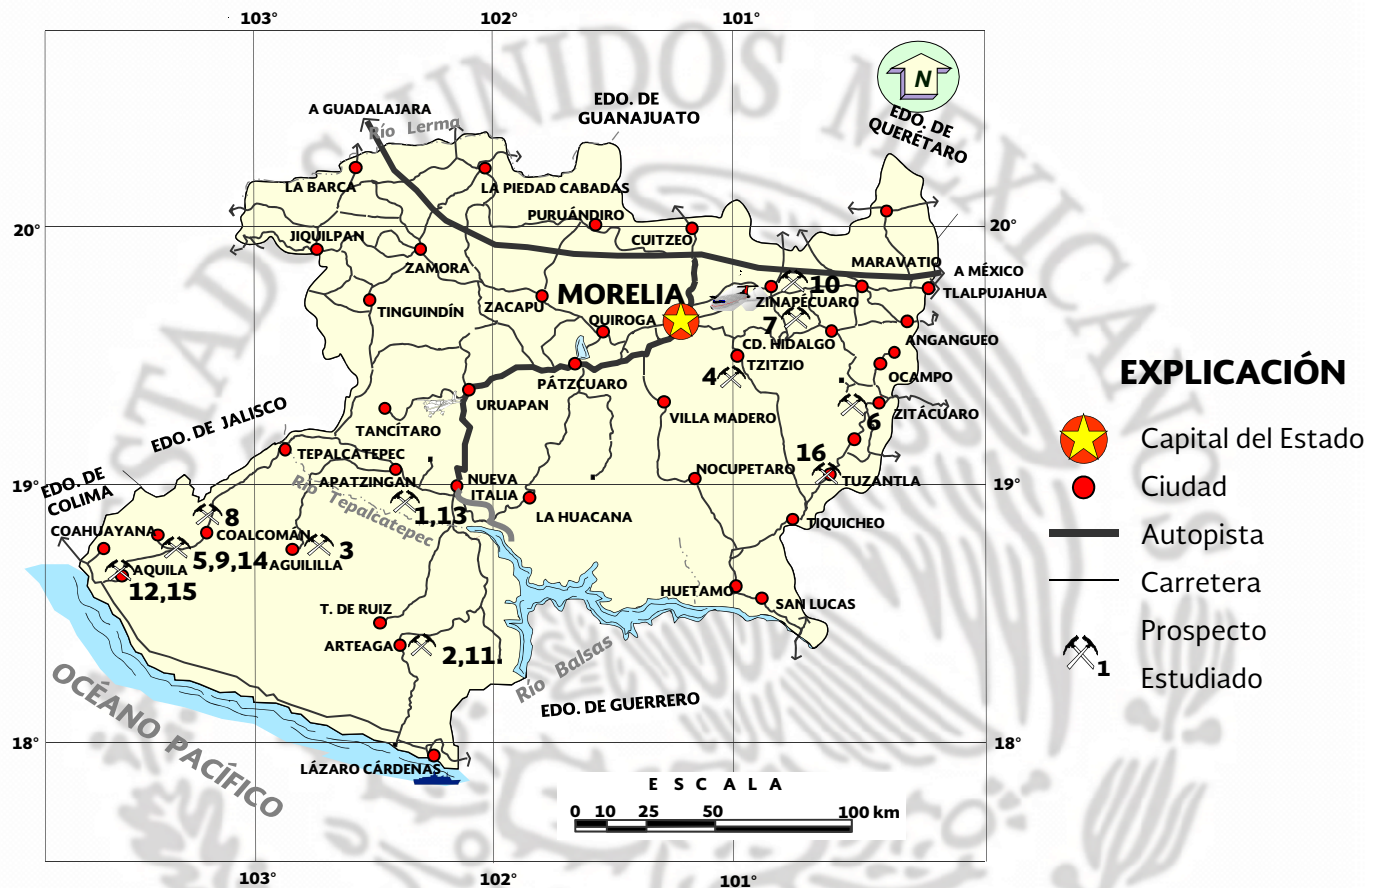 103°
102°
101°
A GUADALAJARA
Río Lerma
EDO. DE
GUANAJUATO
N
EDO. DE
QUERÉTARO
LA BARCA
LA PIEDAD CABADAS
PURUÁNDIRO
20°
20°
JIQUILPAN
CUITZEO
ZAMORA
MARAVATIO
A MÉXICO
TLALPUJAHUA
TINGUINDÍN
ZACAPU
MORELIA
ZINAPÉCUARO
10
QUIROGA
7
CD. HIDALGO
ANGANGUEO
TZITZIO
4
PÁTZCUARO
OCAMPO
URUAPAN
VILLA MADERO
ZITÁCUARO
6
EDO. DE JALISCO
TANCÍTARO
TEPALCATEPEC
16
EDO. DE
COLIMA
APATZINGÁN
NUEVA
ITALIA
NOCUPETARO
TUZANTLA
19°
19°
Río Tepalcatepec
1,13
LA HUACANA
TIQUICHEO
8
COAHUAYANA
COALCOMÁN
5,9,14
AGUILILLA
3
AQUILA
12,15
HUETAMO
SAN LUCAS
T. DE RUIZ
ARTEAGA
2,11.
Río Balsas
EDO. DE GUERRERO
OCÉANO PACÍFICO
18°
18°
LÁZARO CÁRDENAS
ESCALA
0 10 25 50 100 km
103°
102°
101°
EXPLICACIÓN
Capital del Estado
Ciudad
Autopista
Carretera
Prospecto
1
Estudiado
ESTADOS UNIDOS MEXICANOS